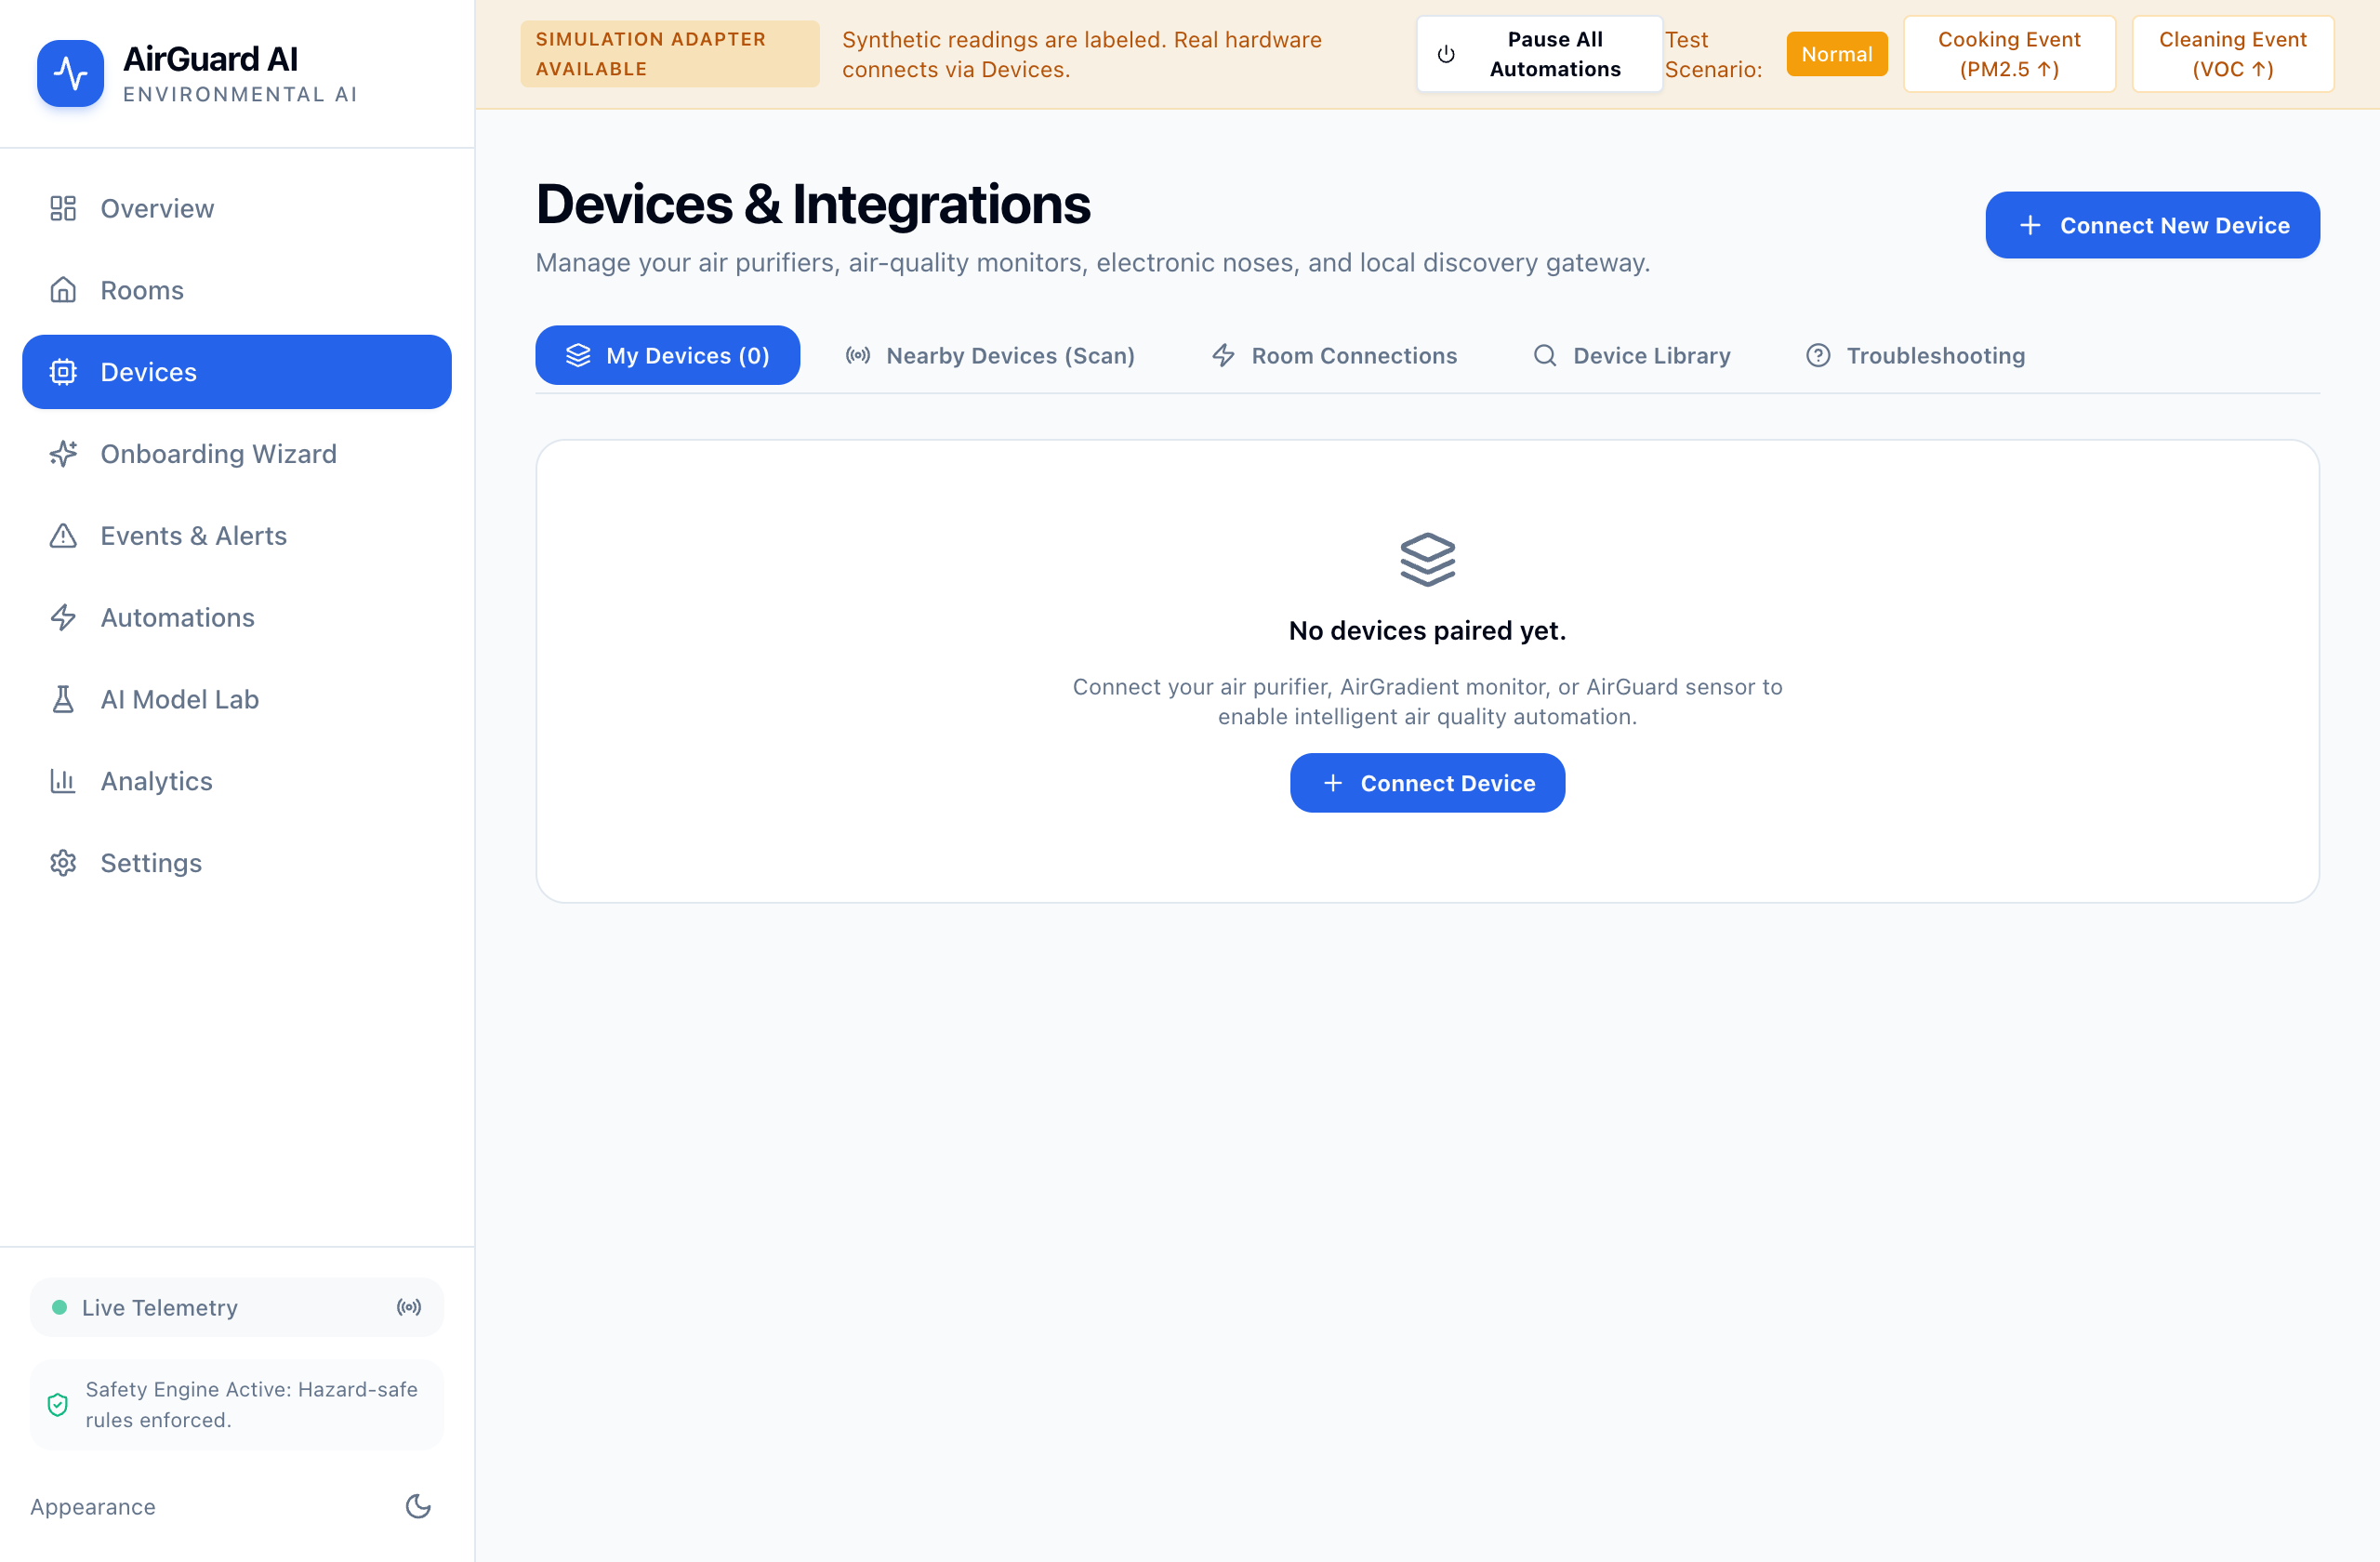 AirGuard AI
ENVIRONMENTAL AI
Overview
Rooms
Devices
Onboarding Wizard
Events & Alerts
Automations
AI Model Lab
Analytics
Settings
Live Telemetry
Safety Engine Active: Hazard-safe
rules enforced.
Appearance
SIMULATION ADAPTER
AVAILABLE
Synthetic readings are labeled. Real hardware
connects via Devices.
Pause All
Automations
Test
Scenario:
Normal
Cooking Event
(PM2.5 ↑)
Cleaning Event
(VOC ↑)
Devices & Integrations
Manage your air purifiers, air-quality monitors, electronic noses, and local discovery gateway.
Connect New Device
My Devices (0)
Nearby Devices (Scan)
Room Connections
Device Library
Troubleshooting
No devices paired yet.
Connect your air purifier, AirGradient monitor, or AirGuard sensor to
enable intelligent air quality automation.
Connect Device